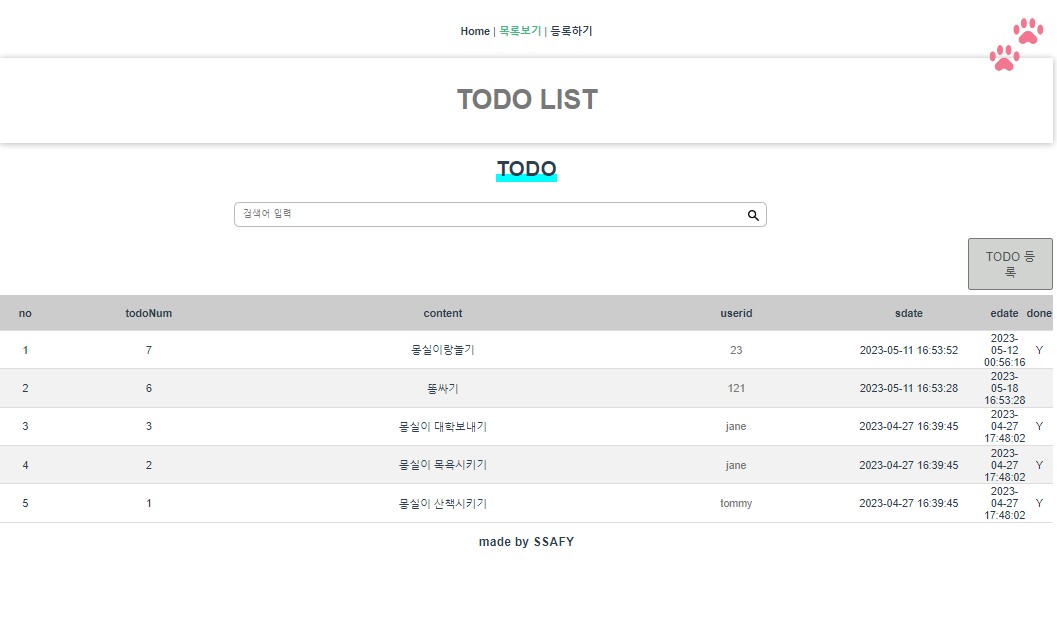 Home | 목록보기 | 등록하기
TODO LIST
TODO
검색어 입력
TODO 등
록
no todoNum content userid sdate edate done
1 7 몽실이랑놀기 23 2023-05-11 16:53:52 2023-05-12 00:56:16 Y
2 6 똥싸기 121 2023-05-11 16:53:28 2023-05-18 16:53:28
3 3 몽실이 대학보내기 jane 2023-04-27 16:39:45 2023-04-27 17:48:02 Y
4 2 몽실이 목욕시키기 jane 2023-04-27 16:39:45 2023-04-27 17:48:02 Y
5 1 몽실이 산책시키기 tommy 2023-04-27 16:39:45 2023-04-27 17:48:02 Y
made by SSAFY